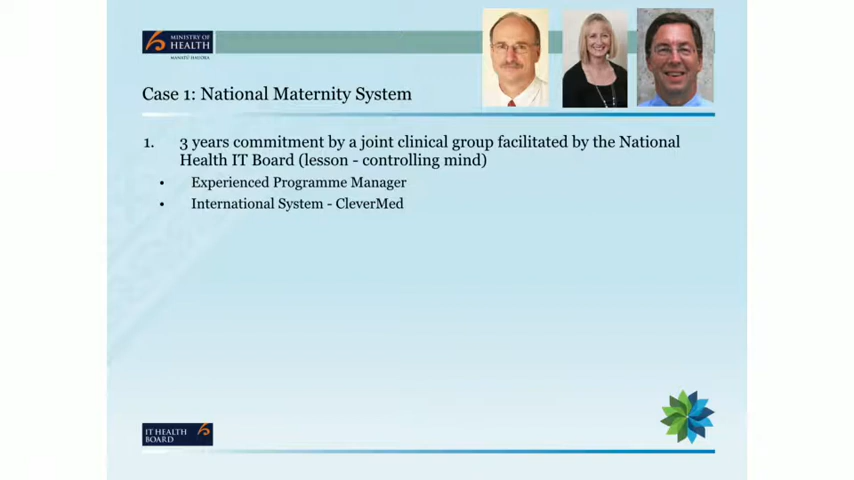 MINISTRY OF
HEALTH
MANATŪ HAUORA
Case 1: National Maternity System
1. 3 years commitment by a joint clinical group facilitated by the National
Health IT Board (lesson - controlling mind)
• Experienced Programme Manager
• International System - CleverMed
IT HEALTH
BOARD